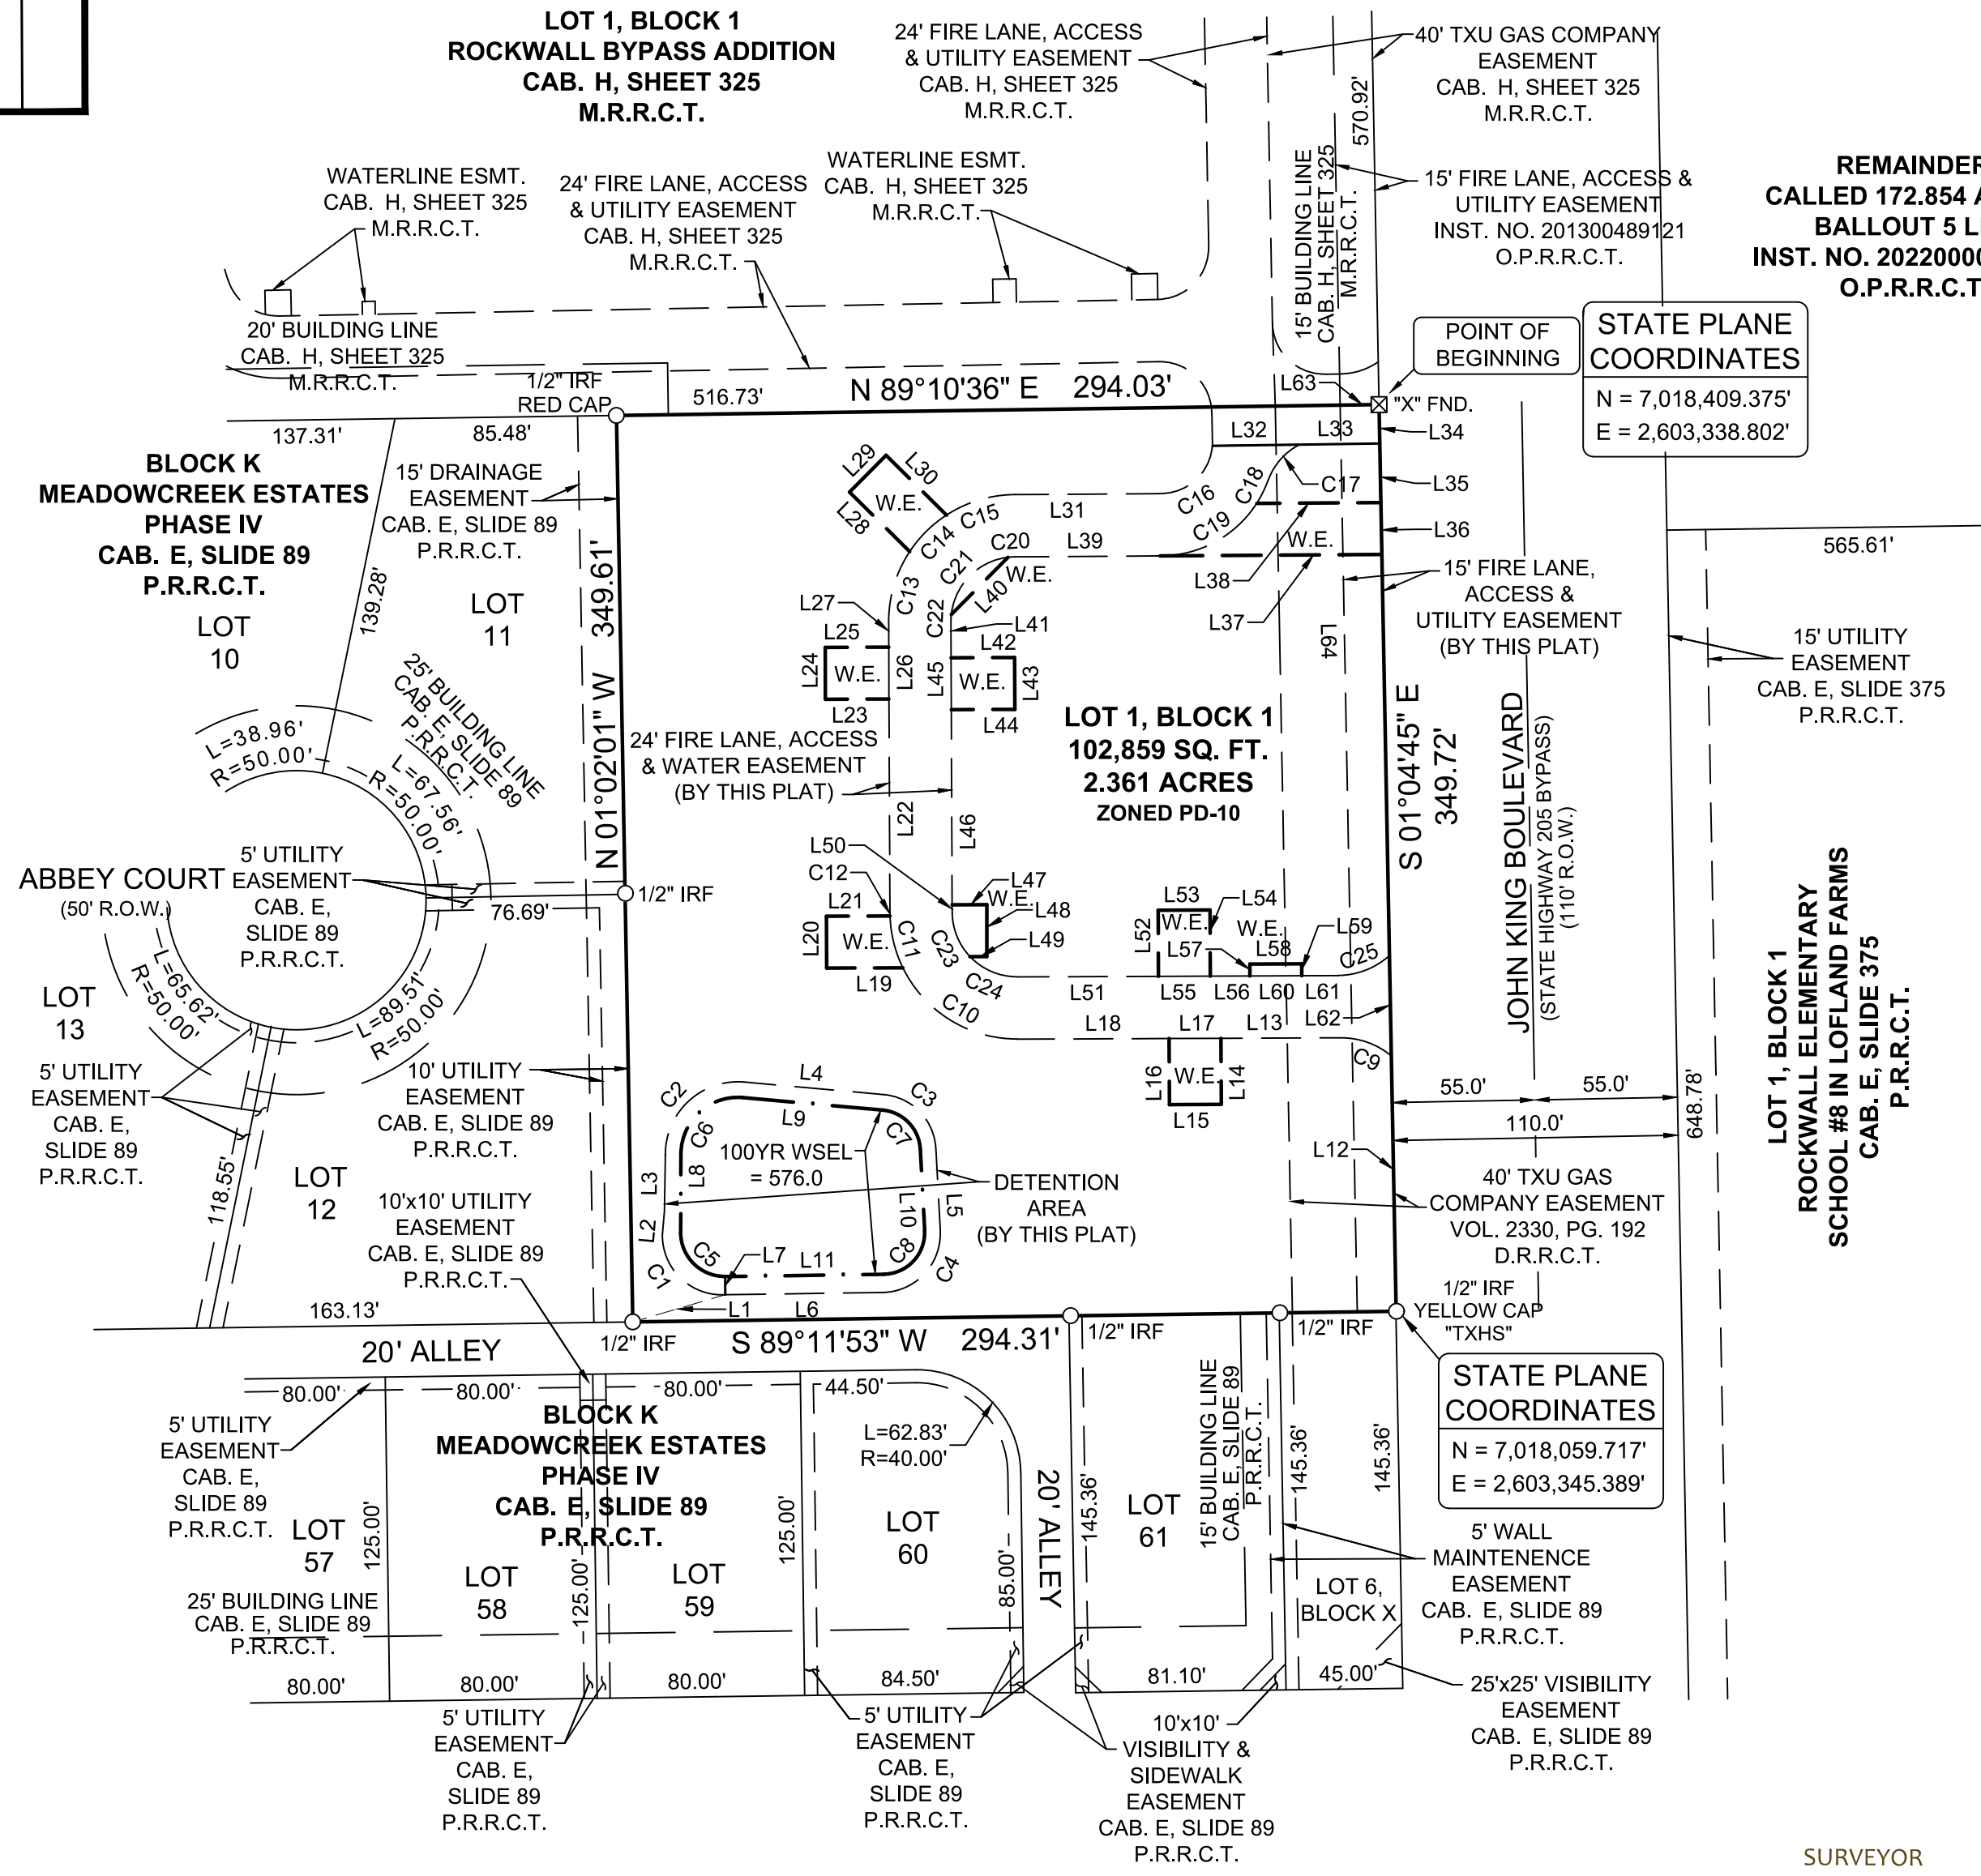 LOT 1, BLOCK 1
ROCKWALL BYPASS ADDITION
CAB. H, SHEET 325
M.R.R.C.T.
24' FIRE LANE, ACCESS
& UTILITY EASEMENT
CAB. H, SHEET 325
M.R.R.C.T.
40' TXU GAS COMPANY
EASEMENT
CAB. H, SHEET 325
M.R.R.C.T.
570.92'
WATERLINE ESMT.
CAB. H, SHEET 325
M.R.R.C.T.
24' FIRE LANE, ACCESS
& UTILITY EASEMENT
CAB. H, SHEET 325
M.R.R.C.T.
WATERLINE ESMT.
CAB. H, SHEET 325
M.R.R.C.T.
15' BUILDING LINE
CAB. H, SHEET 325
M.R.R.C.T.
15' FIRE LANE, ACCESS &
UTILITY EASEMENT
INST. NO. 201300489121
O.P.R.R.C.T.
REMAINDER
CALLED 172.854
BALLOUT 5
INST. NO.
O.P.R.R.C.T
20' BUILDING LINE
CAB. H, SHEET 325
M.R.R.C.T.
POINT OF
BEGINNING
STATE PLANE
COORDINATES
N = 7,018,409.375'
E = 2,603,338.802'
1/2" IRF
RED CAP
516.73'
N 89°10'36" E 294.03'
L63
"X" FND.
137.31'
85.48'
L32
L33
L34
BLOCK K
MEADOWCREEK ESTATES
PHASE IV
CAB. E, SLIDE 89
P.R.R.C.T.
15' DRAINAGE
EASEMENT
CAB. E, SLIDE 89
P.R.R.C.T.
L29
L30
W.E.
L28
C14
C15
L31
C16
C18
C17
C19
L35
L36
W.E.
L38
L37
565.61'
139.28'
349.61'
N 01°02'01" W
C13
C20
C21
L39
W.E.
L40
C22
15' FIRE LANE,
ACCESS &
UTILITY EASEMENT
(BY THIS PLAT)
LOT
10
LOT
11
L27
L25
L24
W.E.
L26
L23
L41
L42
L45
W.E.
L43
L44
L64
15' UTILITY
EASEMENT
CAB. E, SLIDE 375
P.R.R.C.T.
25' BUILDING LINE
CAB. E, SLIDE 89
P.R.R.C.T.
L=38.96'
R=50.00'
L=67.56'
R=50.00'
24' FIRE LANE, ACCESS
& WATER EASEMENT
(BY THIS PLAT)
LOT 1, BLOCK 1
102,859 SQ. FT.
2.361 ACRES
ZONED PD-10
S 01°04'45" E
349.72'
JOHN KING BOULEVARD
(STATE HIGHWAY 205 BYPASS)
(110' R.O.W.)
ABBEY COURT
(50' R.O.W.)
5' UTILITY
EASEMENT
CAB. E,
SLIDE 89
P.R.R.C.T.
76.69'
1/2" IRF
L22
L46
L50
C12
L21
L20
W.E.
C11
L19
L47
W.E.
L48
L49
C23
C24
C10
L53
L54
L52
W.E.
W.E.
L57
L58
L59
C25
L51
L55
L56
L60
L61
L62
L18
L17
L13
C9
L16
W.E.
L14
L15
LOT 1, BLOCK 1
ROCKWALL ELEMENTARY
SCHOOL #8 IN LOFLAND FARMS
CAB. E, SLIDE 375
P.R.R.C.T.
LOT
13
L=65.62'
R=50.00'
L=89.51'
R=50.00'
5' UTILITY
EASEMENT
CAB. E,
SLIDE 89
P.R.R.C.T.
118.55'
10' UTILITY
EASEMENT
CAB. E, SLIDE 89
P.R.R.C.T.
LOT
12
10'x10' UTILITY
EASEMENT
CAB. E, SLIDE 89
P.R.R.C.T.
C2
L4
C3
L9
C6
C7
L3
L8
100YR WSEL
= 576.0
L2
L10
L5
C5
L7
L11
C8
C4
C1
L1
L6
DETENTION
AREA
(BY THIS PLAT)
55.0'
55.0'
110.0'
648.78'
L12
40' TXU GAS
COMPANY EASEMENT
VOL. 2330, PG. 192
D.R.R.C.T.
1/2" IRF
YELLOW CAP
"TXHS"
163.13'
1/2" IRF
S 89°11'53" W 294.31'
1/2" IRF
1/2" IRF
STATE PLANE
COORDINATES
N = 7,018,059.717'
E = 2,603,345.389'
20' ALLEY
80.00'
80.00'
80.00'
44.50'
5' UTILITY
EASEMENT
CAB. E,
SLIDE 89
P.R.R.C.T.
BLOCK K
MEADOWCREEK ESTATES
PHASE IV
CAB. E, SLIDE 89
P.R.R.C.T.
L=62.83'
R=40.00'
20' ALLEY
145.36'
15' BUILDING LINE
CAB. E, SLIDE 89
P.R.R.C.T.
145.36'
145.36'
LOT
57
125.00'
LOT
58
125.00'
LOT
59
125.00'
LOT
60
85.00'
LOT
61
LOT 6,
BLOCK X
5' WALL
MAINTENENCE
EASEMENT
CAB. E, SLIDE 89
P.R.R.C.T.
25' BUILDING LINE
CAB. E, SLIDE 89
P.R.R.C.T.
80.00'
80.00'
80.00'
84.50'
81.10'
45.00'
25'x25' VISIBILITY
EASEMENT
CAB. E, SLIDE 89
P.R.R.C.T.
5' UTILITY
EASEMENT
CAB. E,
SLIDE 89
P.R.R.C.T.
5' UTILITY
EASEMENT
CAB. E,
SLIDE 89
P.R.R.C.T.
10'x10'
VISIBILITY &
SIDEWALK
EASEMENT
CAB. E, SLIDE 89
P.R.R.C.T.
SURVEYOR